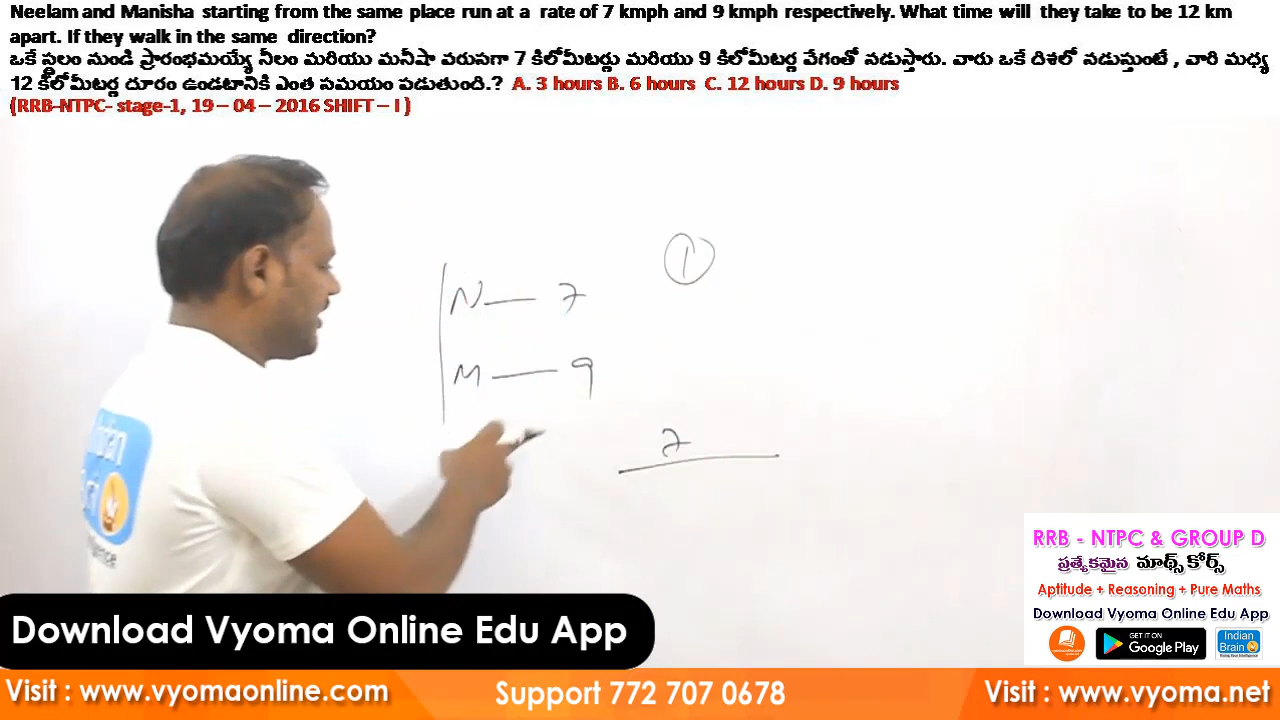 Neelam and Manisha starting from the same place run at a rate of 7 kmph and 9 kmph respectively. What time will they take to be 12 km
apart. If they walk in the same direction?
ఒకే స్థలం నుండి ప్రారంభమయ్యే నీలం మరియు మనీషా వరుసగా 7 కిలోమీటర్లు మరియు 9 కిలోమీటర్ల వేగంతో నడుస్తారు. వారు ఒకే దిశలో నడుస్తుంటే , వారి మధ్య
12 కిలోమీటర్ల దూరం ఉండటానికి ఎంత సమయం పడుతుంది.? A. 3 hours B. 6 hours C. 12 hours D. 9 hours
(RRB-NTPC- stage-1, 19 – 04 – 2016 SHIFT – I )
1
N — 7
M — 9
7
RRB - NTPC & GROUP D
ప్రత్యేకమైన మాథ్స్ కోర్స్
Aptitude + Reasoning + Pure Maths
Download Vyoma Online Edu App
GET IT ON
Google Play
Indian
Brain
Download Vyoma Online Edu App
Visit : www.vyomaonline.com
Support 772 707 0678
Visit : www.vyoma.net